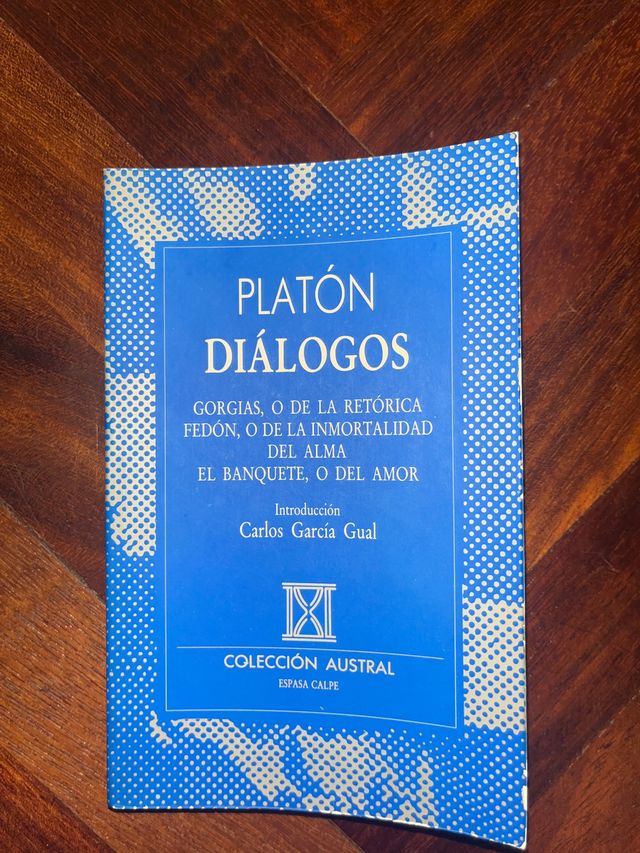 PLATÓN
DIÁLOGOS
GORGIAS, O DE LA RETÓRICA
FEDÓN, O DE LA INMORTALIDAD
DEL ALMA
EL BANQUETE, O DEL AMOR
Introducción
Carlos García Gual
COLECCIÓN AUSTRAL
ESPASA CALPE